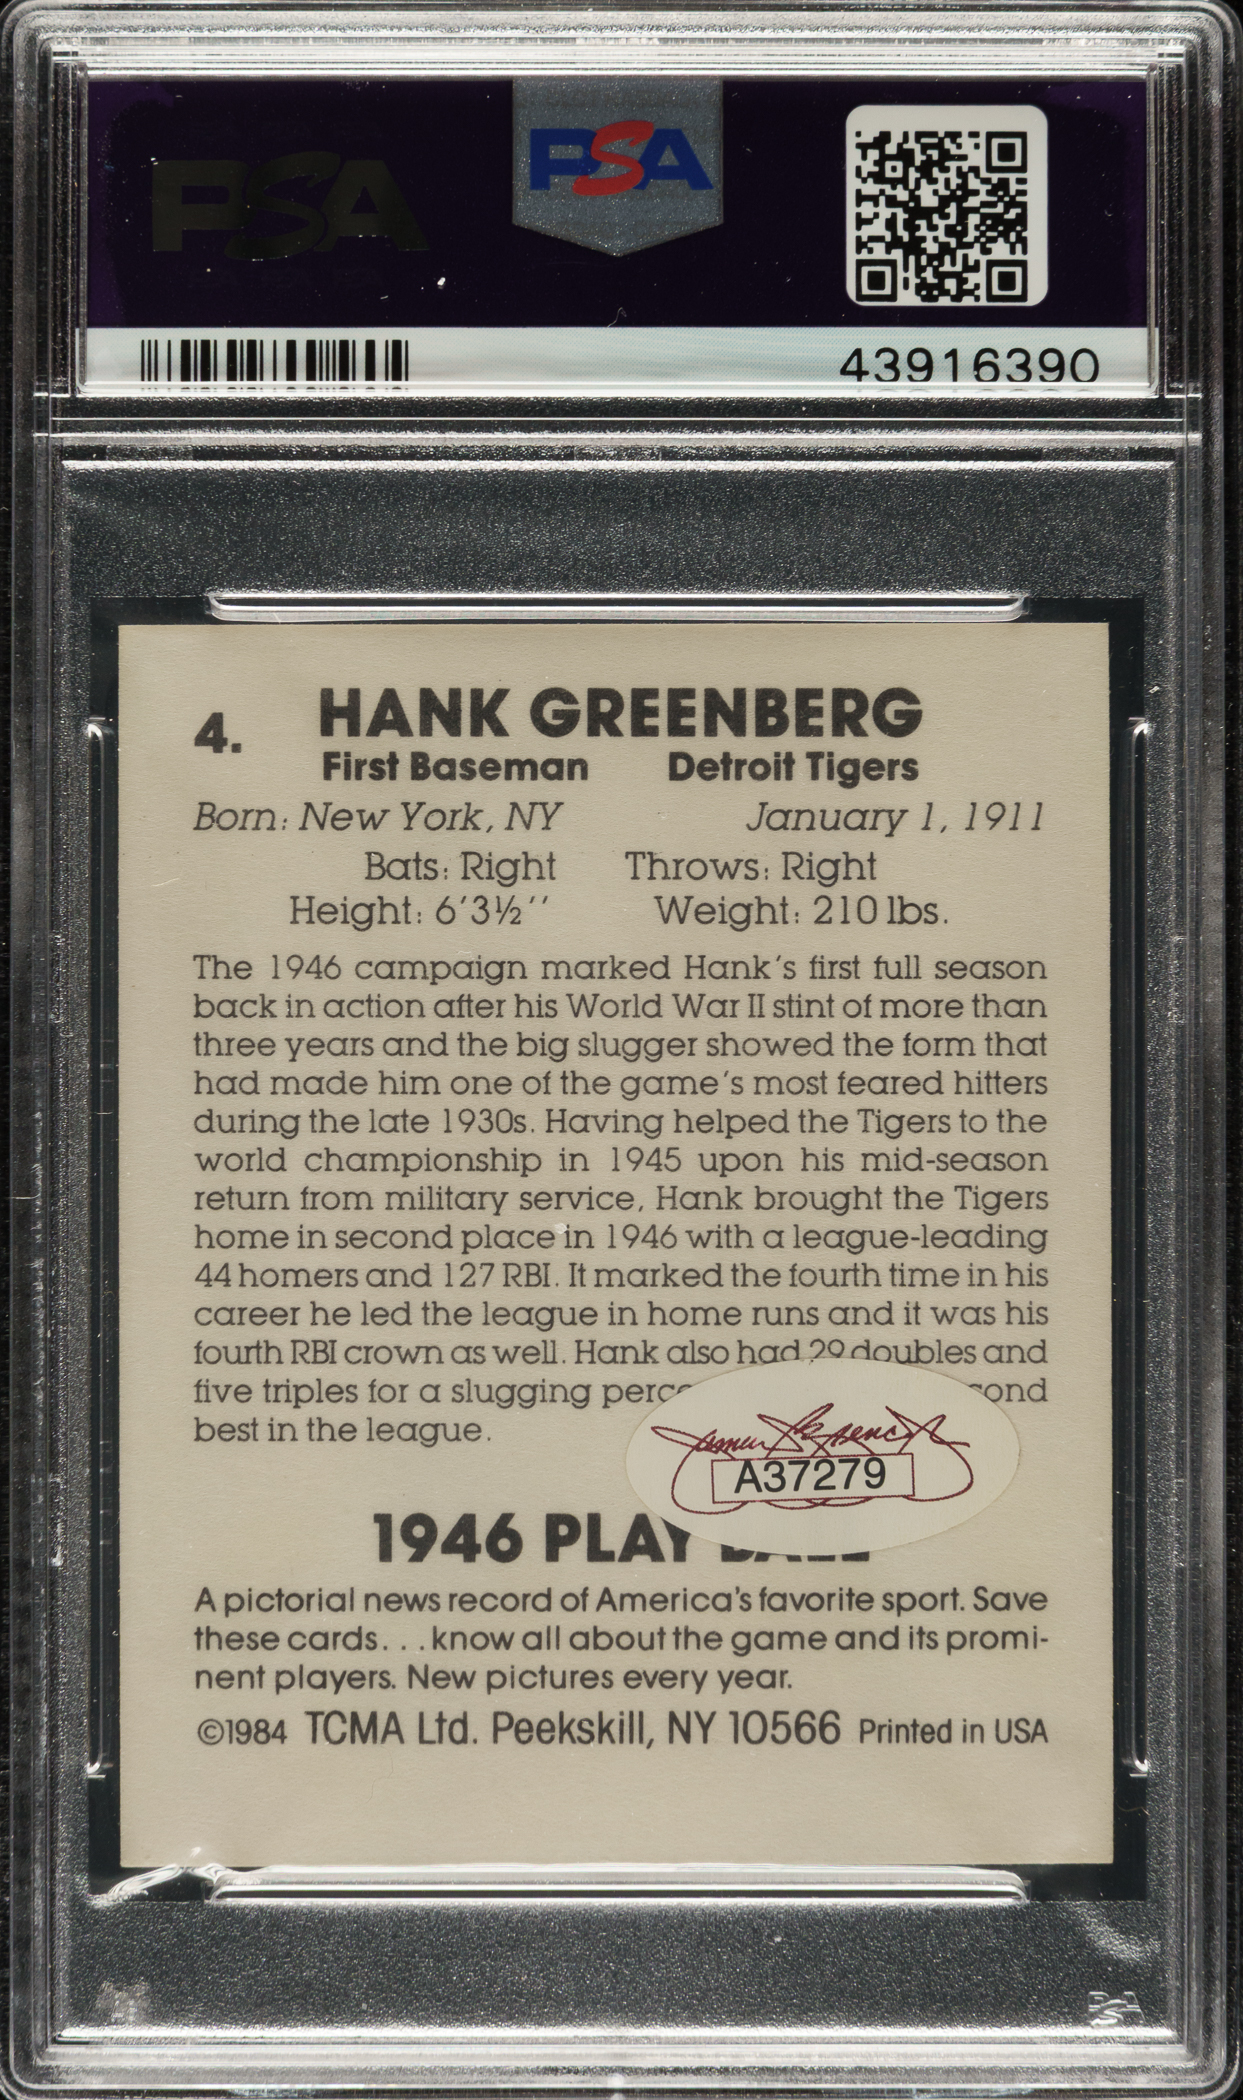 PSA
PSA
43916390
4. HANK GREENBERG
First Baseman Detroit Tigers
Born: New York, NY January 1, 1911
Bats: Right Throws: Right
Height: 6'3½'' Weight: 210 lbs.
The 1946 campaign marked Hank's first full season
back in action after his World War II stint of more than
three years and the big slugger showed the form that
had made him one of the game's most feared hitters
during the late 1930s. Having helped the Tigers to the
world championship in 1945 upon his mid-season
return from military service, Hank brought the Tigers
home in second place in 1946 with a league-leading
44 homers and 127 RBI. It marked the fourth time in his
career he led the league in home runs and it was his
fourth RBI crown as well. Hank also had 29 doubles and
five triples for a slugging
best in the league.
A37279
1946 PLAY BALL
A pictorial news record of America's favorite sport. Save
these cards. . .know all about the game and its promi-
nent players. New pictures every year.
©1984 TCMA Ltd. Peekskill, NY 10566 Printed in USA
PSA